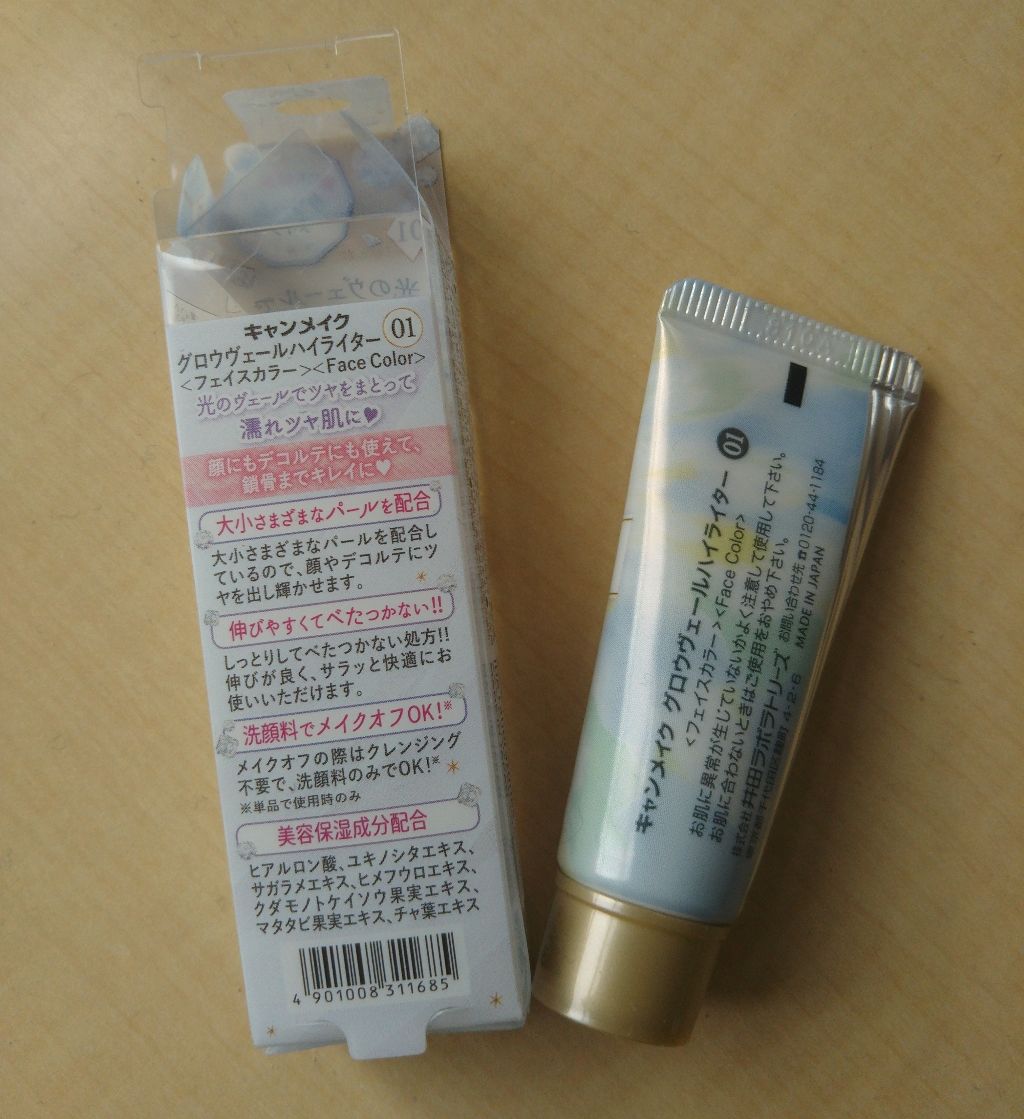 キャンメイク
グロウヴェールハイライター 01
<フェイスカラー><Face Color>
光のヴェールでツヤをまとって
濡れツヤ肌に♥
顔にもデコルテにも使えて、
鎖骨までキレイに♥
大小さまざまなパールを配合
大小さまざまなパールを配合し
ているので、顔やデコルテにツ
ヤを出し輝かせます。
伸びやすくてべたつかない!!
しっとりしてべたつかない処方!!
伸びが良く、サラッと快適にお
使いいただけます。
洗顔料でメイクオフOK!※
メイクオフの際はクレンジング
不要で、洗顔料のみでOK!※
※単品で使用時のみ
美容保湿成分配合
ヒアルロン酸、ユキノシタエキス、
サガラメエキス、ヒメフウロエキス、
クダモノトケイソウ果実エキス、
マタタビ果実エキス、チャ葉エキス
4 901008 311685
キャンメイク グロウヴェールハイライター 01
<フェイスカラー><Face Color>
お肌に異常が生じていないかよく注意して使用して下さい。
お肌に合わないときはご使用をおやめ下さい。
株式会社 井田ラボラトリーズ お問い合わせ先 ☎0120-44-1184
東京都千代田区麹町4-2-6 MADE IN JAPAN